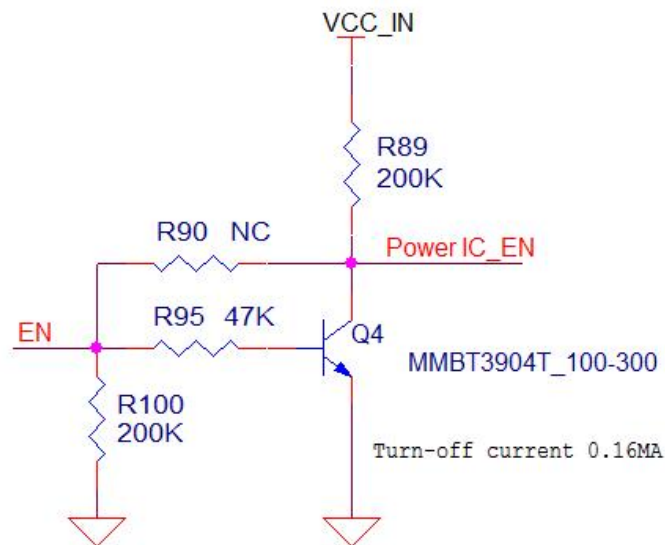 VCC_IN
R89
200K
R90 NC
Power IC_EN
R95 47K
EN
Q4
MMBT3904T_100-300
R100
200K
Turn-off current 0.16MA